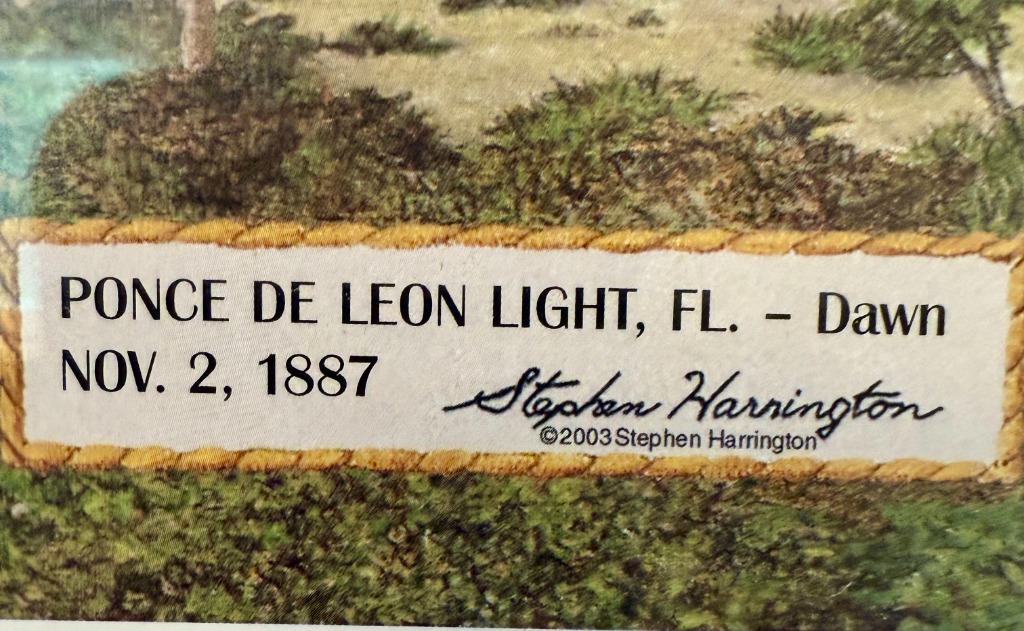 PONCE DE LEON LIGHT, FL. – Dawn
NOV. 2, 1887
Stephen Harrington
©2003 Stephen Harrington